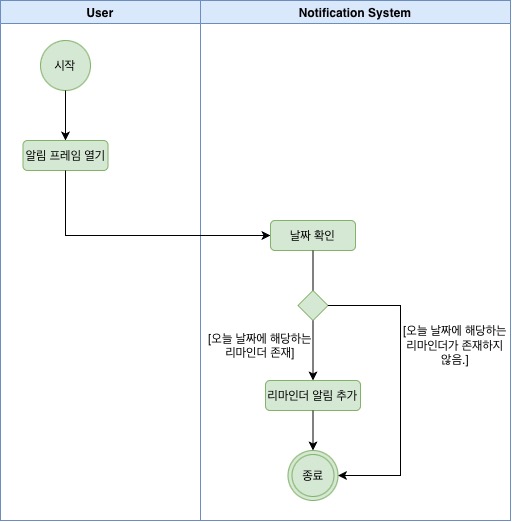 User
Notification System
시작
알림 프레임 열기
날짜 확인
[오늘 날짜에 해당하는
리마인더 존재]
[오늘 날짜에 해당하는
리마인더가 존재하지
않음.]
리마인더 알림 추가
종료